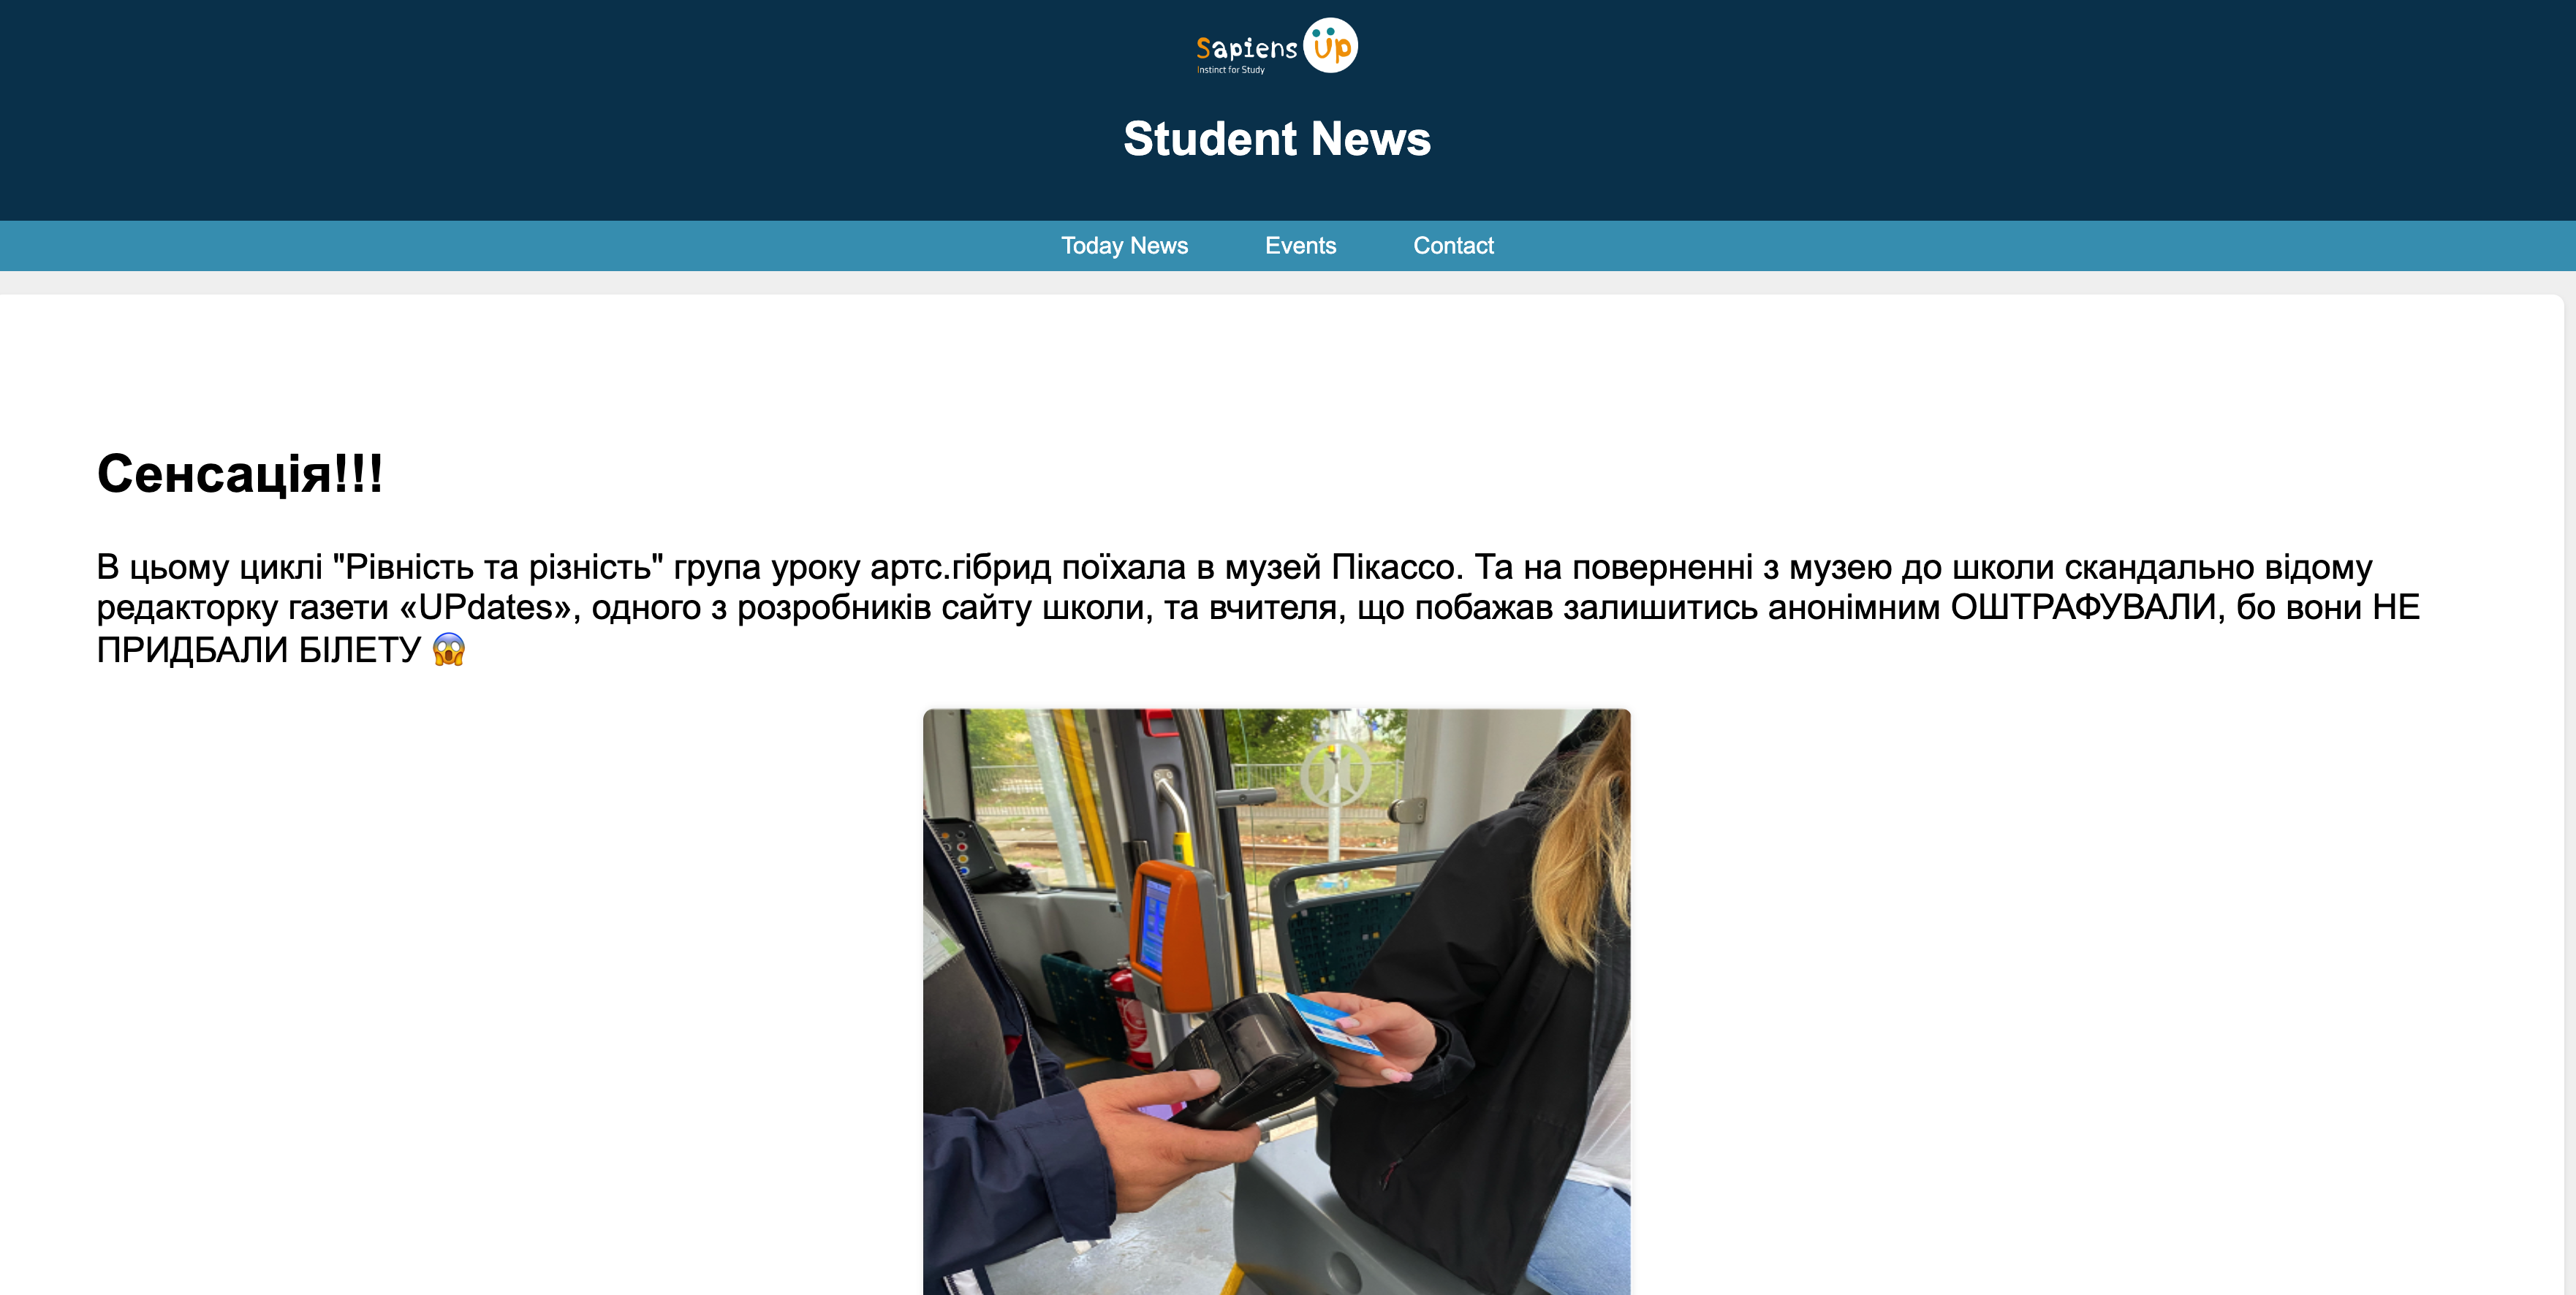 Sapiens Üp
Instinct for Study
Student News
Today News
Events
Contact
Сенсація!!!
В цьому циклі "Рівність та різність" група уроку артс.гібрид поїхала в музей Пікассо. Та на поверненні з музею до школи скандально відому
редакторку газети «UPdates», одного з розробників сайту школи, та вчителя, що побажав залишитись анонімним ОШТРАФУВАЛИ, бо вони НЕ
ПРИДБАЛИ БІЛЕТУ 😱